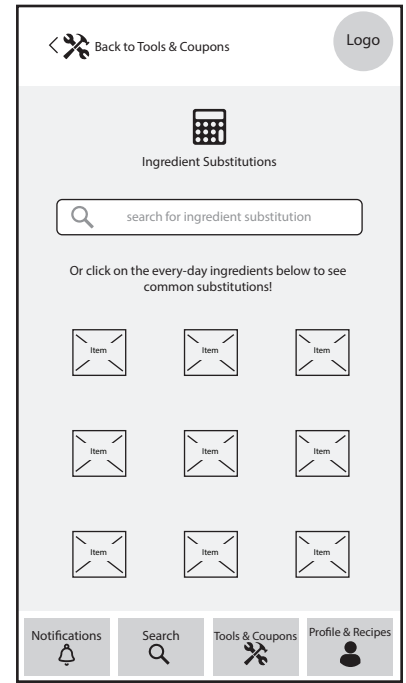 Back to Tools & Coupons
Logo
Ingredient Substitutions
search for ingredient substitution
Or click on the every-day ingredients below to see
common substitutions!
Item
Item
Item
Item
Item
Item
Item
Item
Item
Notifications
Search
Tools & Coupons
Profile & Recipes